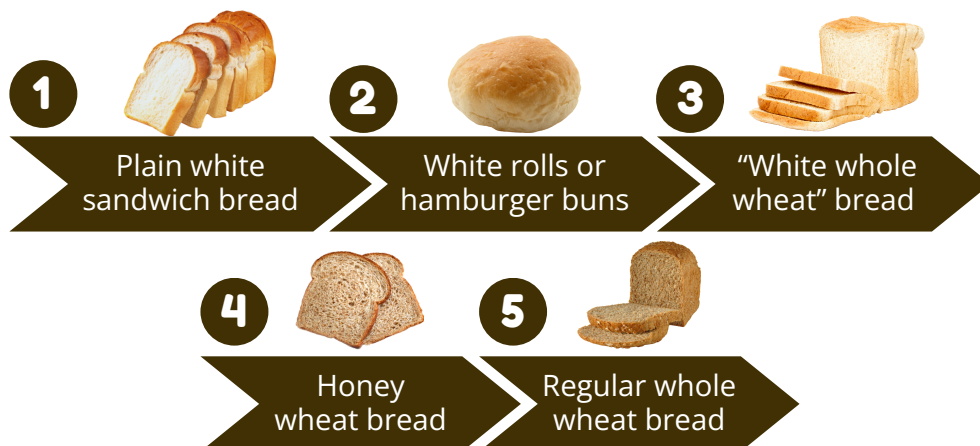 1
Plain white
sandwich bread
2
White rolls or
hamburger buns
3
“White whole
wheat” bread
4
Honey
wheat bread
5
Regular whole
wheat bread